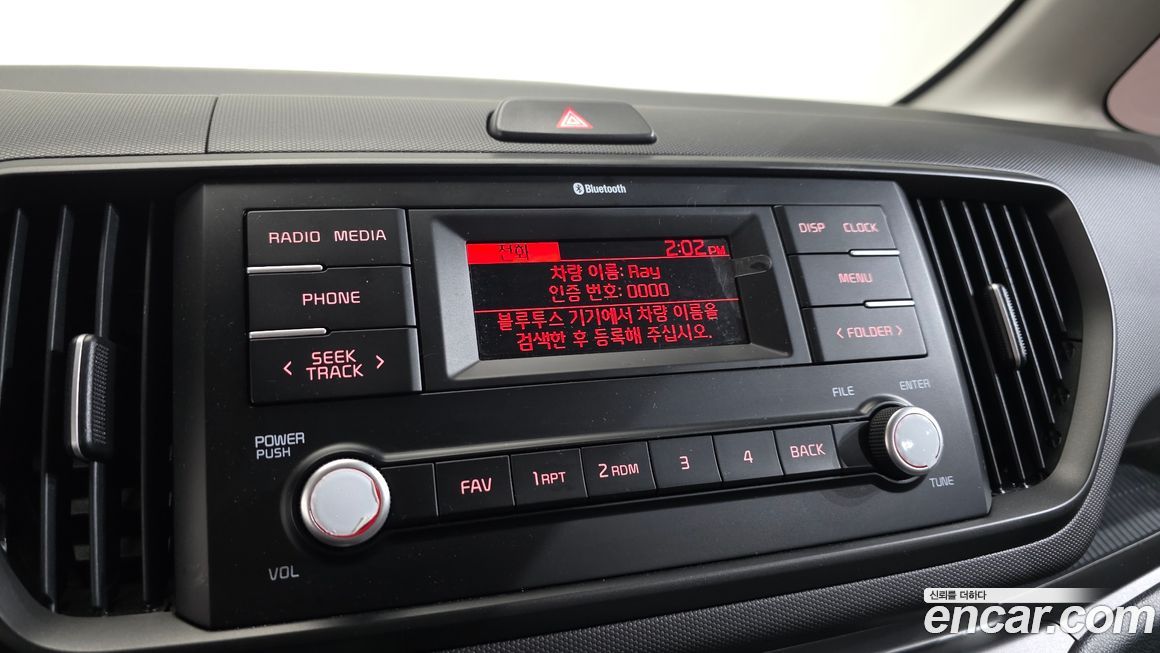 Bluetooth
RADIO MEDIA
PHONE
< SEEK >
TRACK
전화 2:02 PM
차량 이름: Ray
인증 번호: 0000
블루투스 기기에서 차량 이름을
검색한 후 등록해 주십시오.
DISP CLOCK
MENU
< FOLDER >
POWER
PUSH
VOL
FAV
1 RPT
2 RDM
3
4
BACK
FILE
ENTER
TUNE
신뢰를 더하다
encar.com